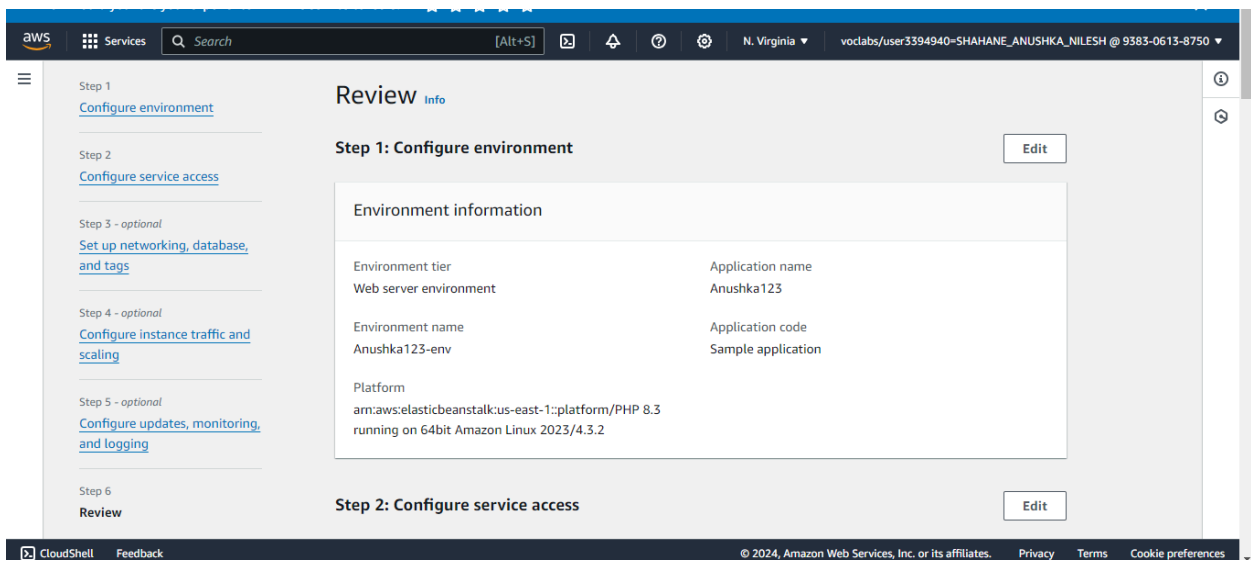 aws
Services
Search
[Alt+S]
N. Virginia
voclabs/user3394940=SHAHANE_ANUSHKA_NILESH @ 9383-0613-8750
Step 1
Configure environment
Step 2
Configure service access
Step 3 - optional
Set up networking, database,
and tags
Step 4 - optional
Configure instance traffic and
scaling
Step 5 - optional
Configure updates, monitoring,
and logging
Step 6
Review
Review Info
Step 1: Configure environment
Edit
Environment information
Environment tier
Web server environment
Application name
Anushka123
Environment name
Anushka123-env
Application code
Sample application
Platform
arn:aws:elasticbeanstalk:us-east-1::platform/PHP 8.3
running on 64bit Amazon Linux 2023/4.3.2
Step 2: Configure service access
Edit
CloudShell
Feedback
© 2024, Amazon Web Services, Inc. or its affiliates.
Privacy
Terms
Cookie preferences